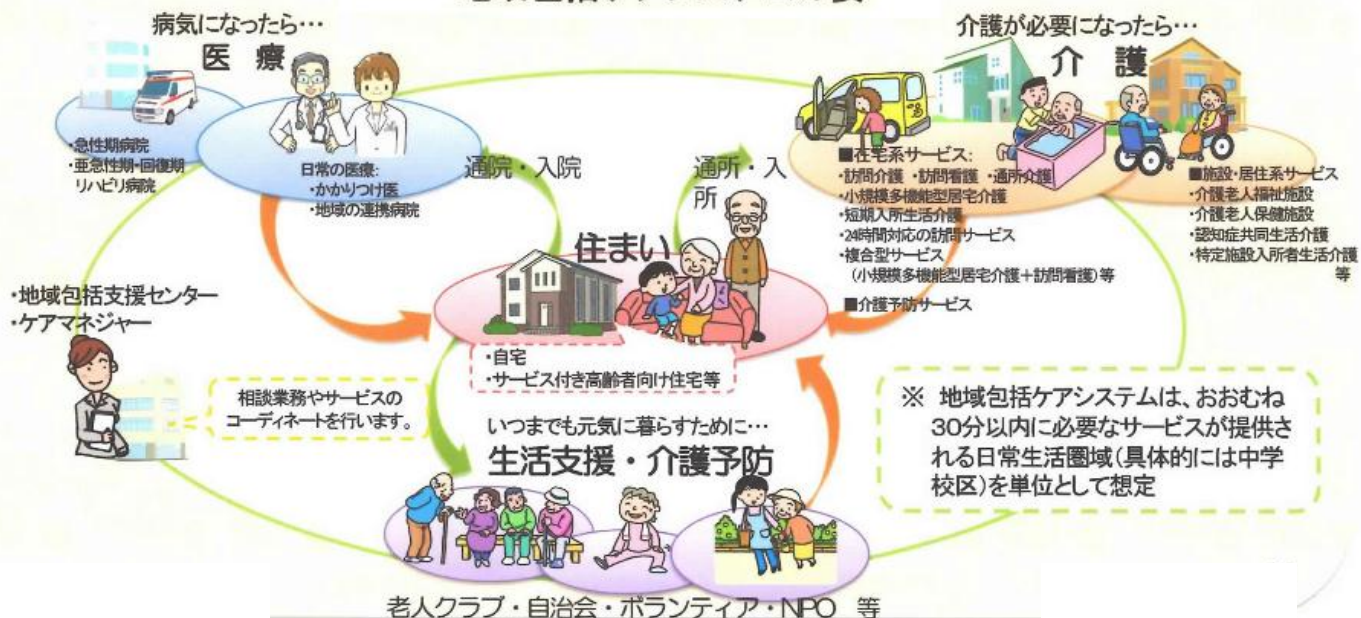 病気になったら…
医 療
・急性期病院
・亜急性期・回復期
リハビリ病院
日常の医療:
・かかりつけ医
・地域の連携病院
通院・入院
介護が必要になったら…
介 護
通所・入
所
■在宅系サービス:
・訪問介護 ・訪問看護 ・通所介護
・小規模多機能型居宅介護
・短期入所生活介護
・24時間対応の訪問サービス
・複合型サービス
(小規模多機能型居宅介護+訪問看護)等
■介護予防サービス
■施設・居住系サービス
・介護老人福祉施設
・介護老人保健施設
・認知症共同生活介護
・特定施設入所者生活介護
等
住まい
・自宅
・サービス付き高齢者向け住宅等
・地域包括支援センター
・ケアマネジャー
相談業務やサービスの
コーディネートを行います。
いつまでも元気に暮らすために…
生活支援・介護予防
老人クラブ・自治会・ボランティア・NPO 等
※ 地域包括ケアシステムは、おおむね
30分以内に必要なサービスが提供さ
れる日常生活圏域(具体的には中学
校区)を単位として想定